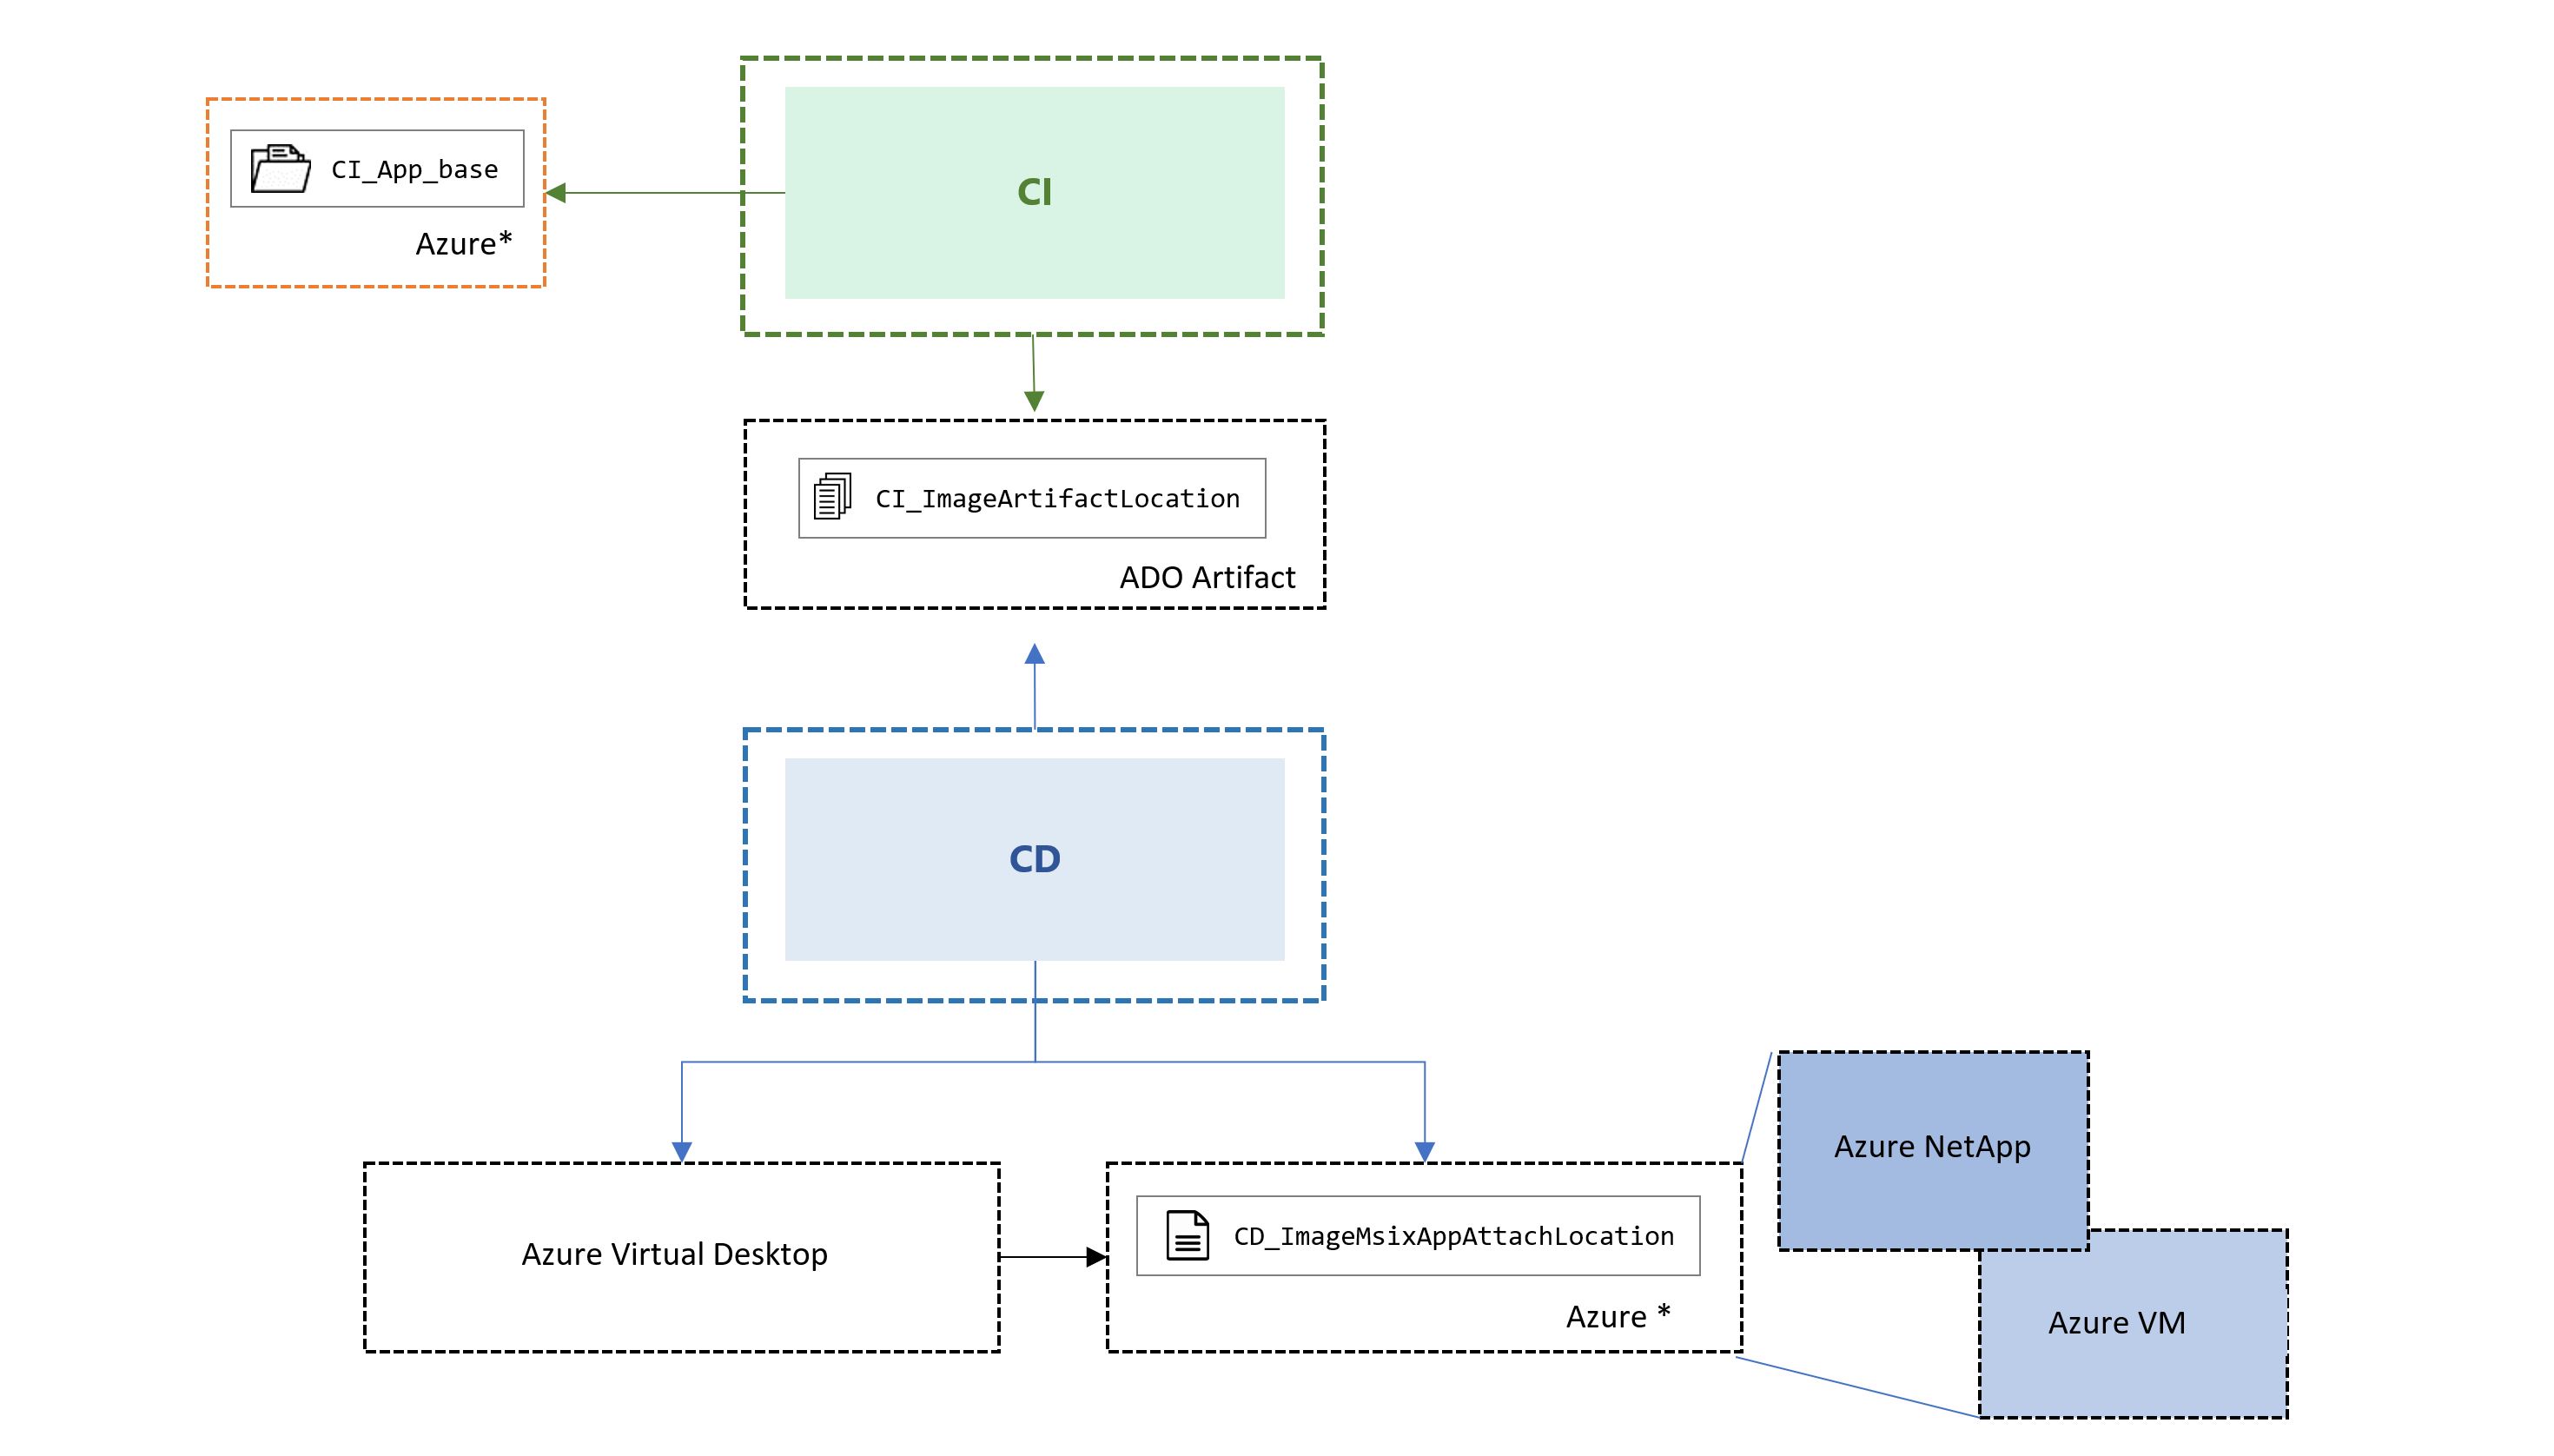 CI_App_base
Azure*
CI
CI_ImageArtifactLocation
ADO Artifact
CD
Azure NetApp
Azure VM
Azure Virtual Desktop
CD_ImageMsixAppAttachLocation
Azure *